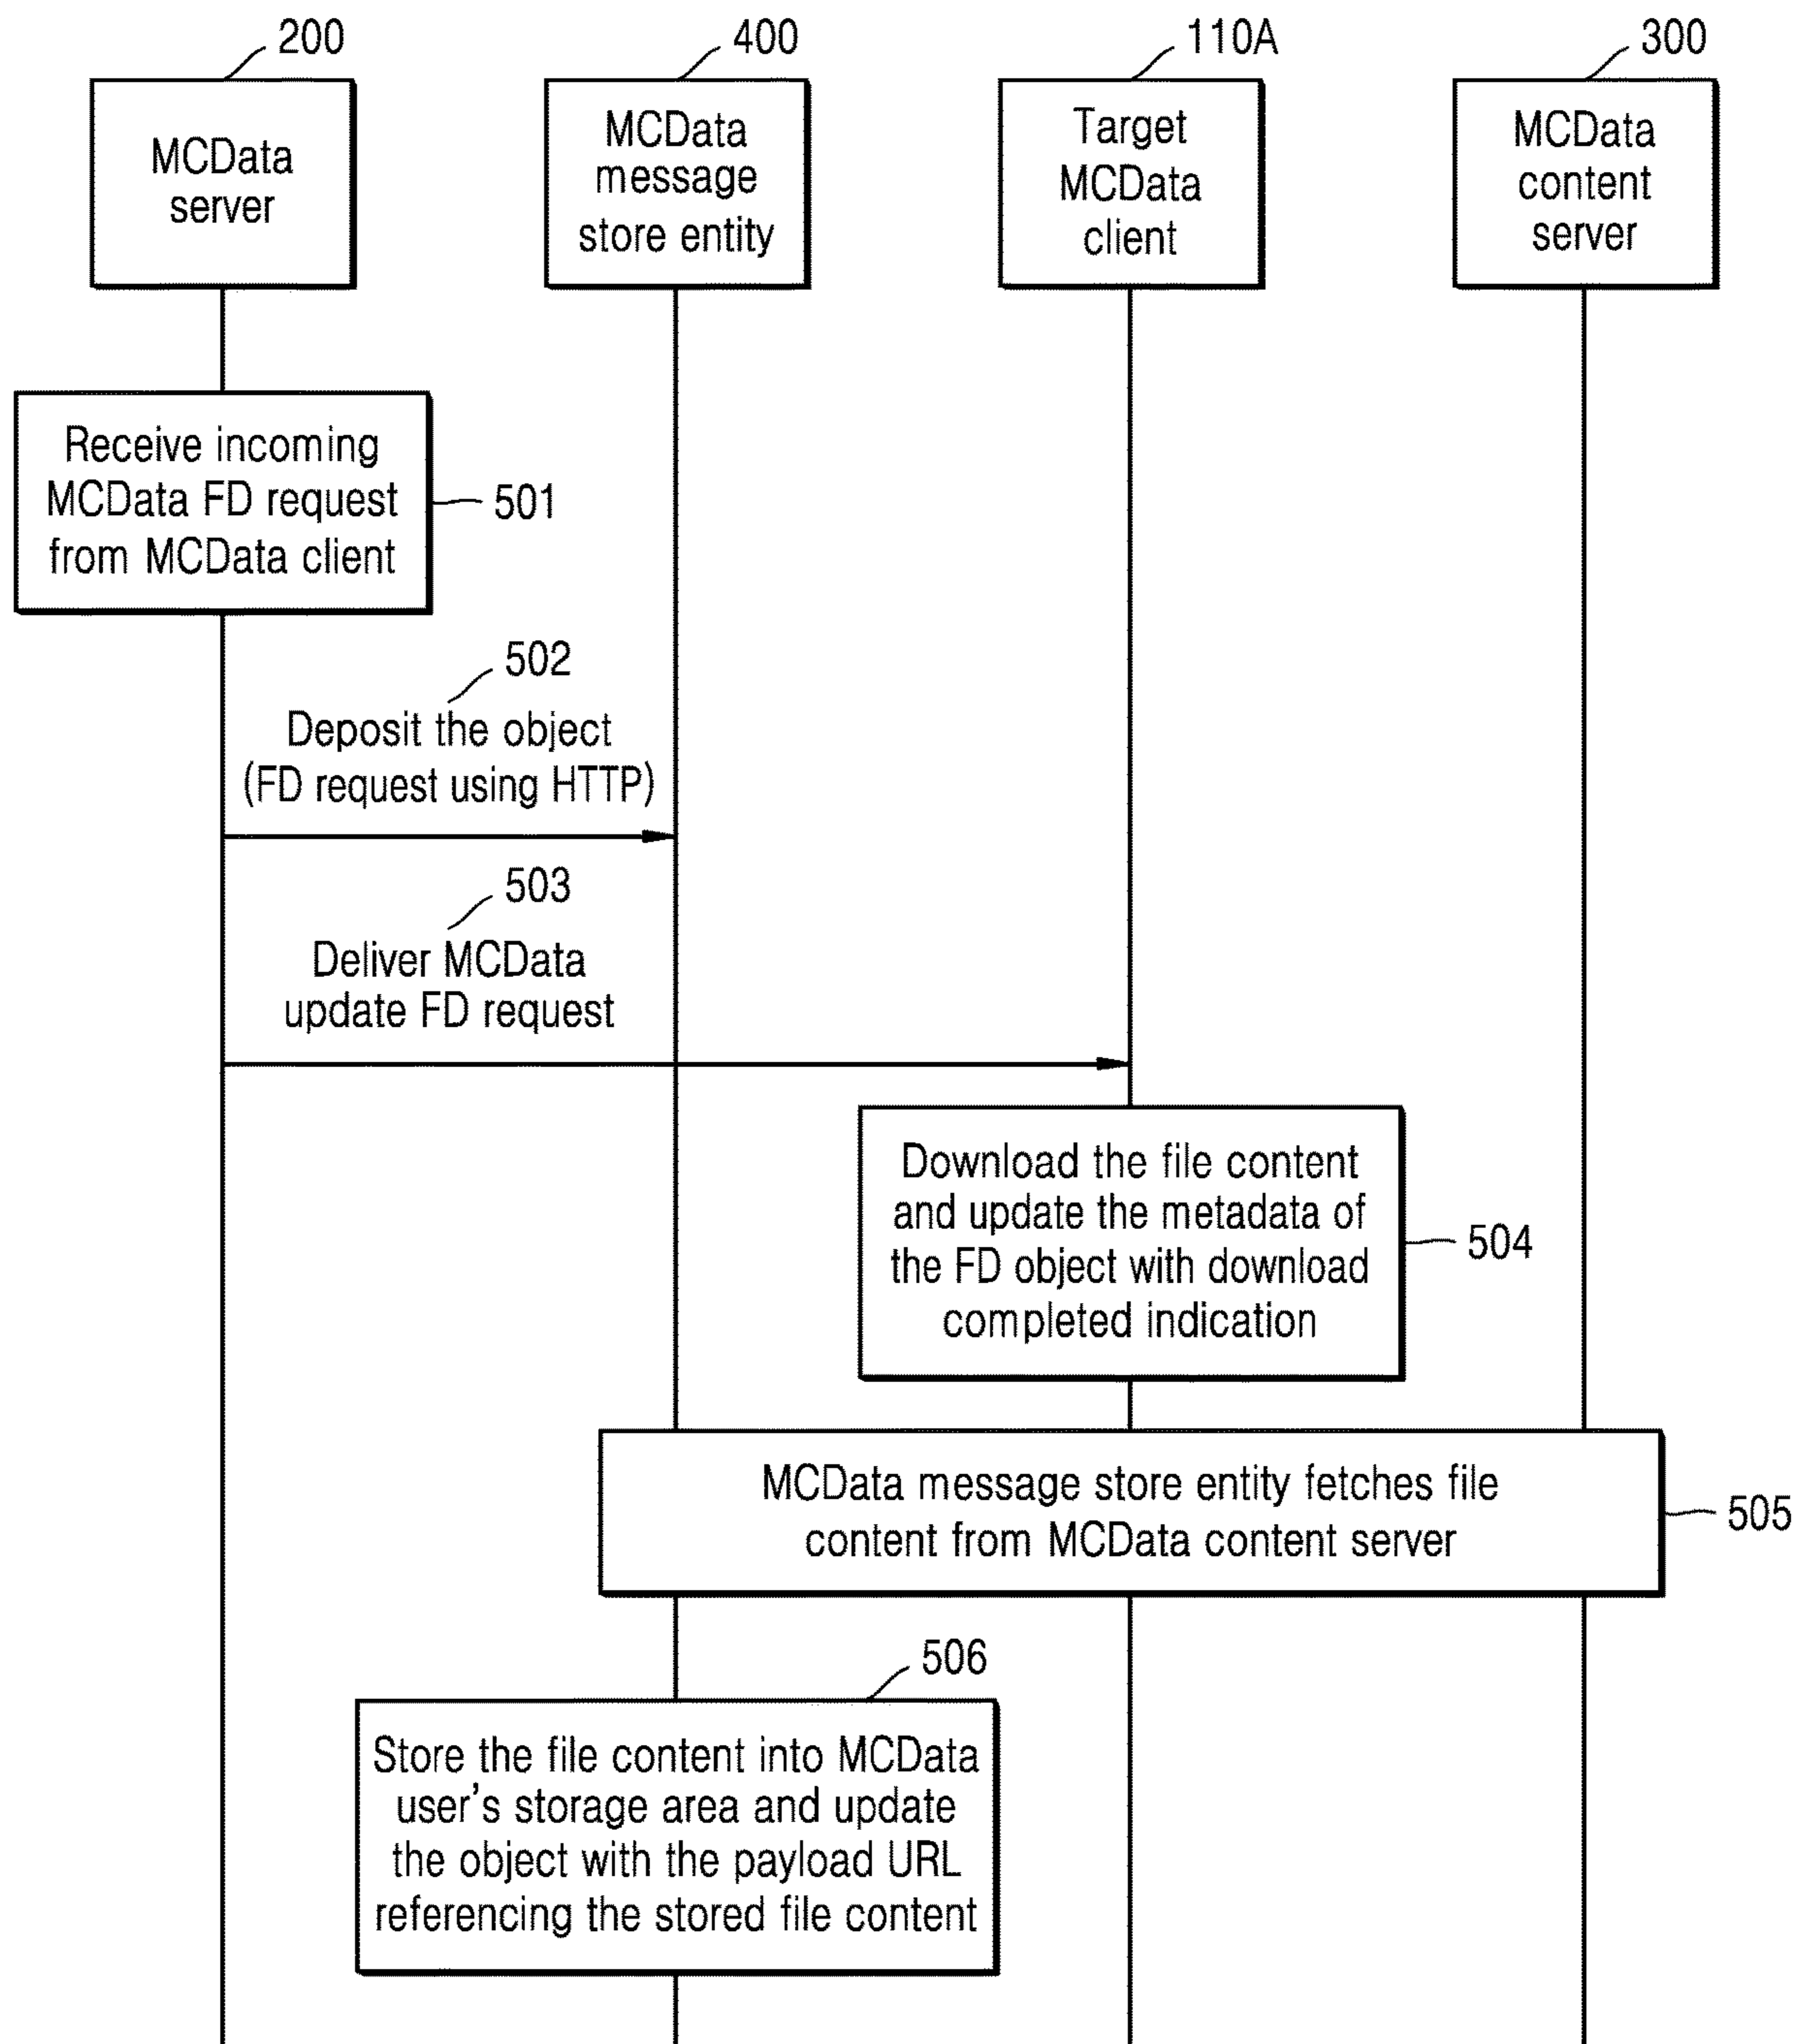 200
400
110A
300
MCData
server
MCData
message
store entity
Target
MCData
client
MCData
content
server
Receive incoming
MCData FD request
from MCData client
501
502
Deposit the object
(FD request using HTTP)
503
Deliver MCData
update FD request
Download the file content
and update the metadata of
the FD object with download
completed indication
504
MCData message store entity fetches file
content from MCData content server
505
506
Store the file content into MCData
user's storage area and update
the object with the payload URL
referencing the stored file content